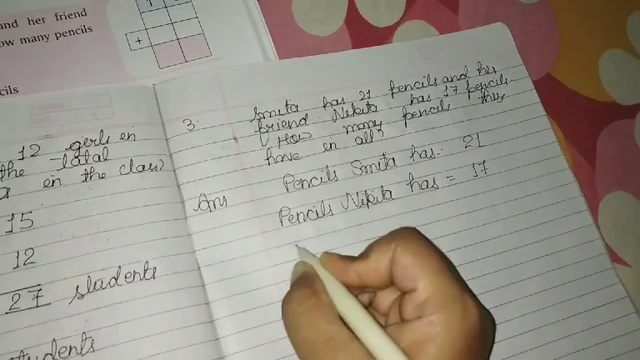 and her friend
ow many pencils
cils
+
12 girls in
the total
in the class?
15
12
27 students
students
3. Smita has 21 pencils and her
friend Nikita has 17 pencils.
How many pencils they
have in all?
Ans Pencils Smita has = 21
Pencils Nikita has = 17